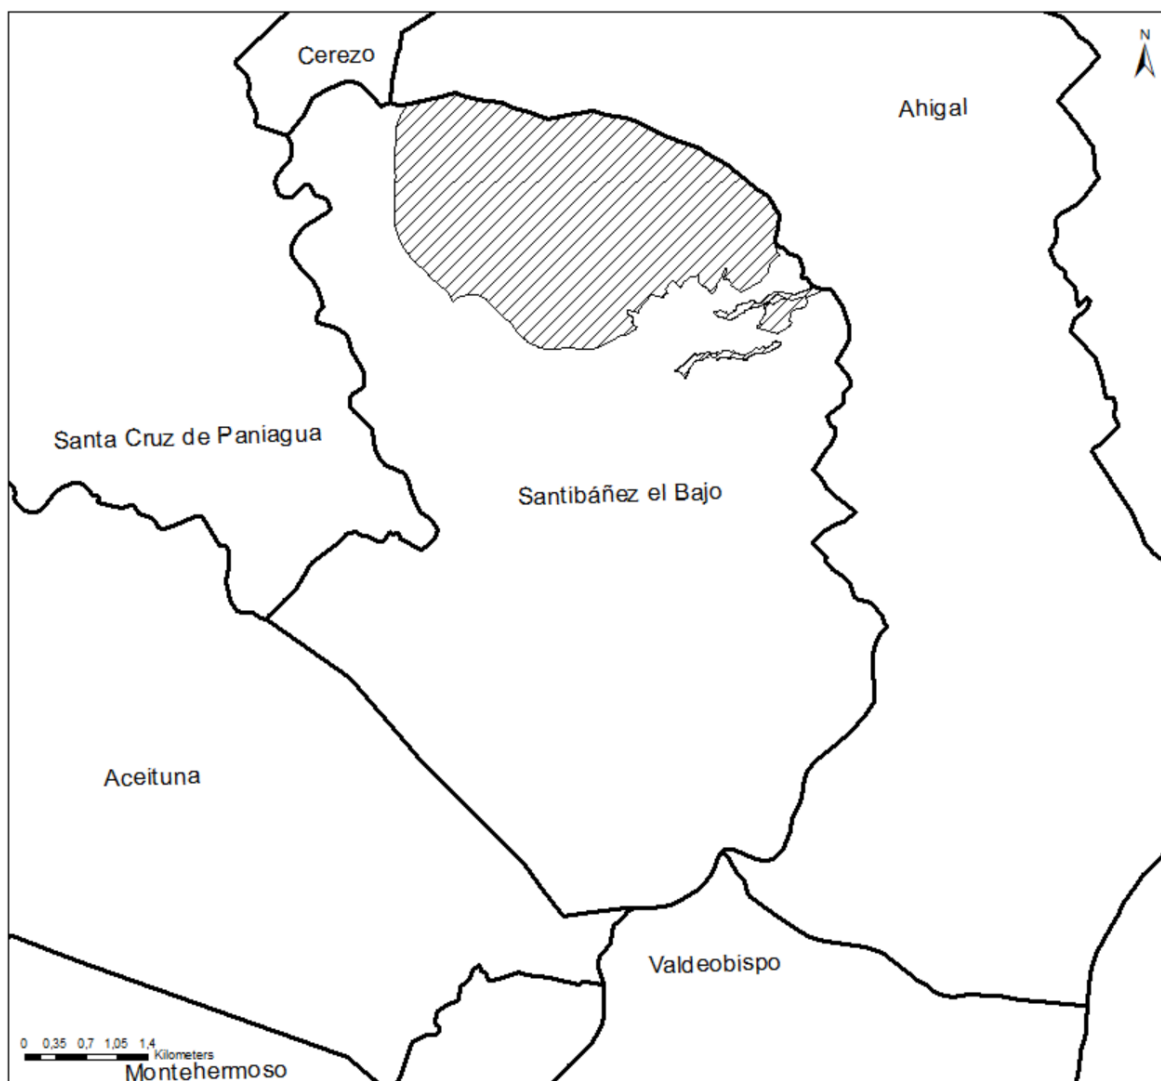 N
Cerezo
Ahigal
Santa Cruz de Paniagua
Santibáñez el Bajo
Aceituna
Valdeobispo
0 0,35 0,7 1,05 1,4
Kilometers
Montehermoso